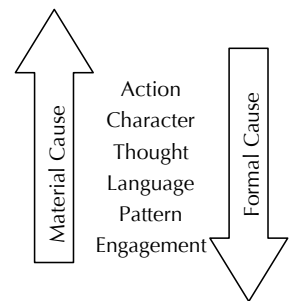 Material Cause
Action
Character
Thought
Language
Pattern
Engagement
Formal Cause